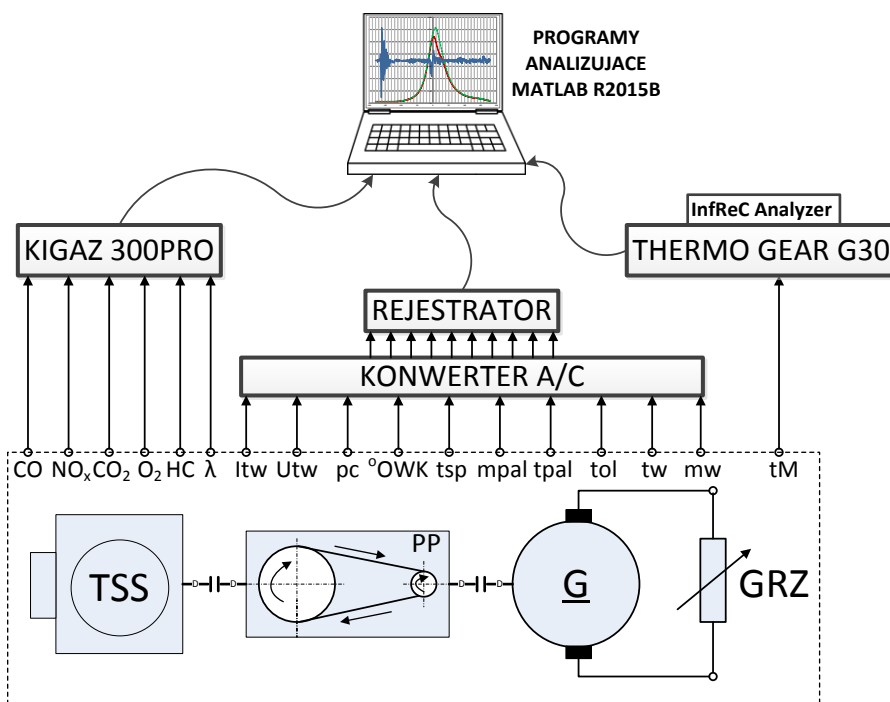 PROGRAMY
ANALIZUJACE
MATLAB R2015B
InfReC Analyzer
KIGAZ 300PRO
THERMO GEAR G30
REJESTRATOR
KONWERTER A/C
CO NOₓ CO₂ O₂ HC λ Itw Utw pc °OWK tsp mpal tpal tol tw mw tM
PP
TSS
D D
D D
G
GRZ